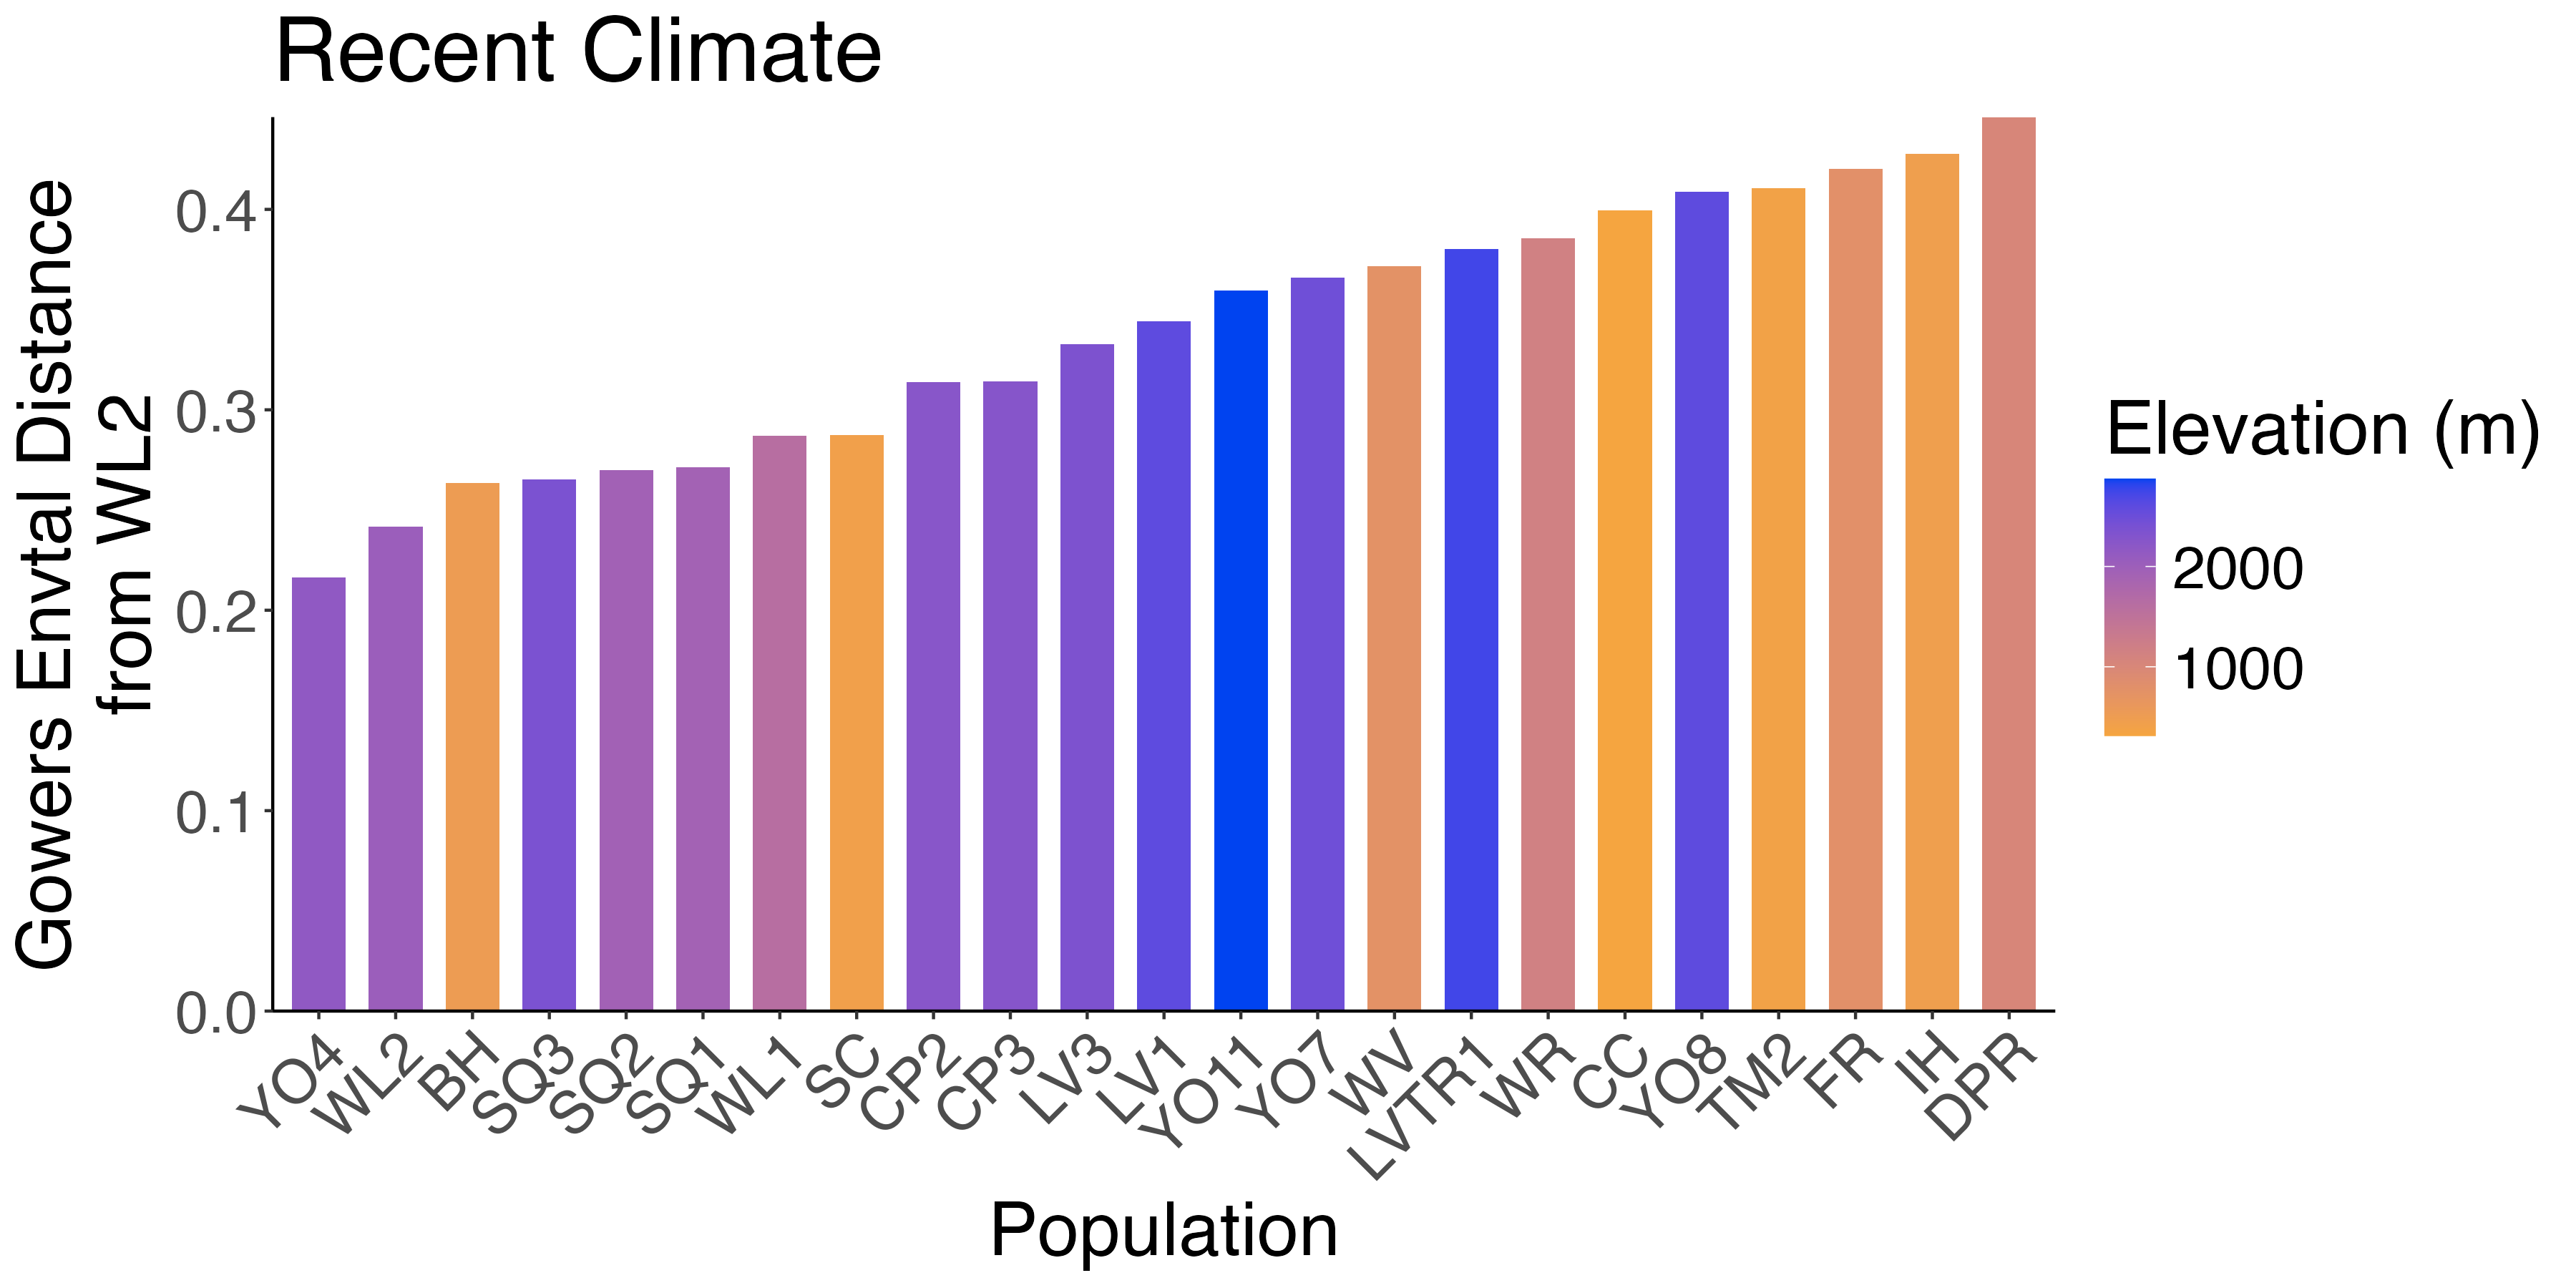 Recent Climate
Gowers Envtal Distance
from WL2
0.4
0.3
0.2
0.1
0.0
YO4
WL2
BH
SQ3
SQ2
SQ1
WL1
SC
CP2
CP3
LV3
LV1
YO11
YO7
WV
LVTR1
WR
CC
YO8
TM2
FR
IH
DPR
Population
Elevation (m)
2000
1000